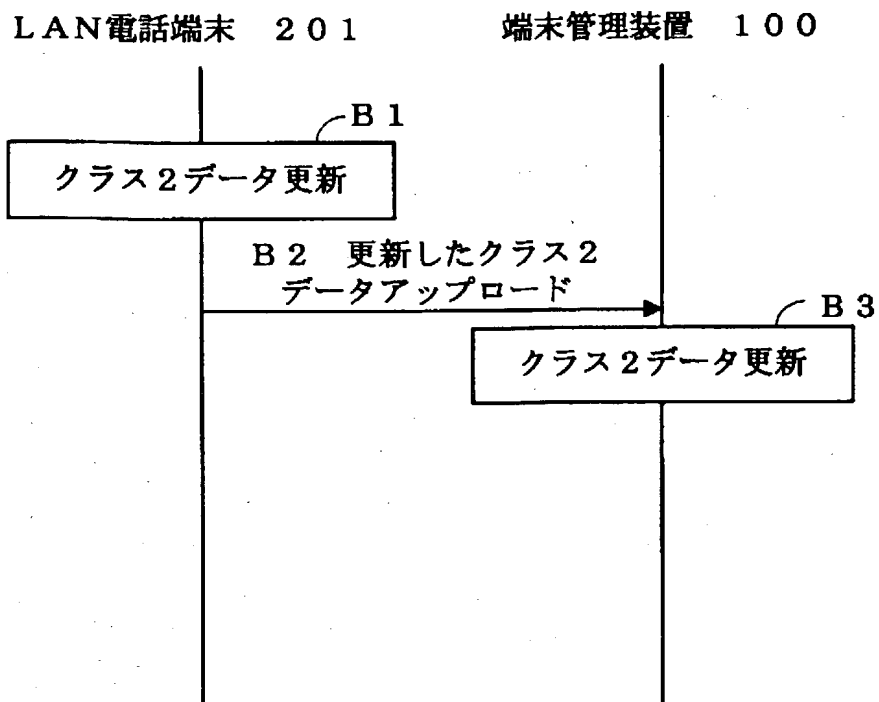 LAN電話端末 201
端末管理装置 100
B1
クラス2データ更新
B2 更新したクラス2
データアップロード
B3
クラス2データ更新